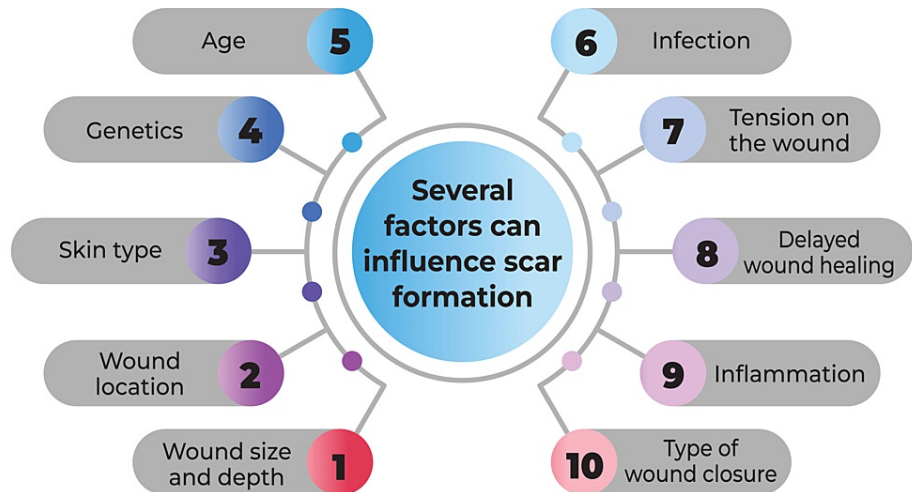 Several
factors can
influence scar
formation
1
Wound size
and depth
2
Wound
location
3
Skin type
4
Genetics
5
Age
6
Infection
7
Tension on
the wound
8
Delayed
wound healing
9
Inflammation
10
Type of
wound closure